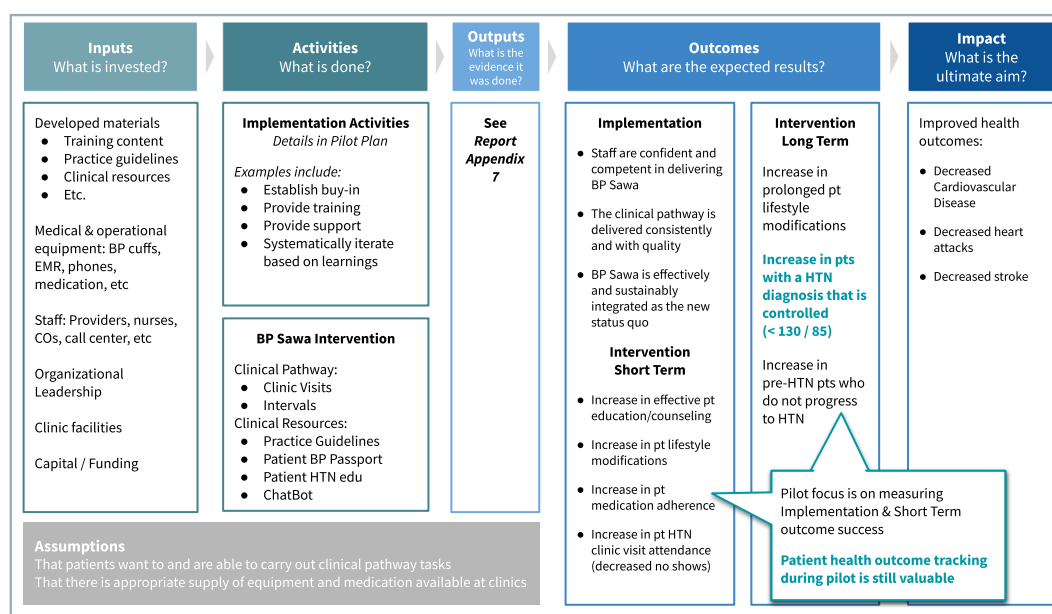 Inputs
What is invested?
Activities
What is done?
Outputs
What is the
evidence it
was done?
Outcomes
What are the expected results?
Impact
What is the
ultimate aim?
Developed materials
● Training content
● Practice guidelines
● Clinical resources
● Etc.
Medical & operational
equipment: BP cuffs,
EMR, phones,
medication, etc
Staff: Providers, nurses,
COs, call center, etc
Organizational
Leadership
Clinic facilities
Capital / Funding
Implementation Activities
Details in Pilot Plan
Examples include:
● Establish buy-in
● Provide training
● Provide support
● Systematically iterate
based on learnings
BP Sawa Intervention
Clinical Pathway:
● Clinic Visits
● Intervals
Clinical Resources:
● Practice Guidelines
● Patient BP Passport
● Patient HTN edu
● ChatBot
See
Report
Appendix
7
Implementation
● Staff are confident and
competent in delivering
BP Sawa
● The clinical pathway is
delivered consistently
and with quality
● BP Sawa is effectively
and sustainably
integrated as the new
status quo
Intervention
Short Term
● Increase in effective pt
education/counseling
● Increase in pt lifestyle
modifications
● Increase in pt
medication adherence
● Increase in pt HTN
clinic visit attendance
(decreased no shows)
Intervention
Long Term
Increase in
prolonged pt
lifestyle
modifications
Increase in pts
with a HTN
diagnosis that is
controlled
(< 130 / 85)
Increase in
pre-HTN pts who
do not progress
to HTN
Improved health
outcomes:
● Decreased
Cardiovascular
Disease
● Decreased heart
attacks
● Decreased stroke
Pilot focus is on measuring
Implementation & Short Term
outcome success
Patient health outcome tracking
during pilot is still valuable
Assumptions
That patients want to and are able to carry out clinical pathway tasks
That there is appropriate supply of equipment and medication available at clinics